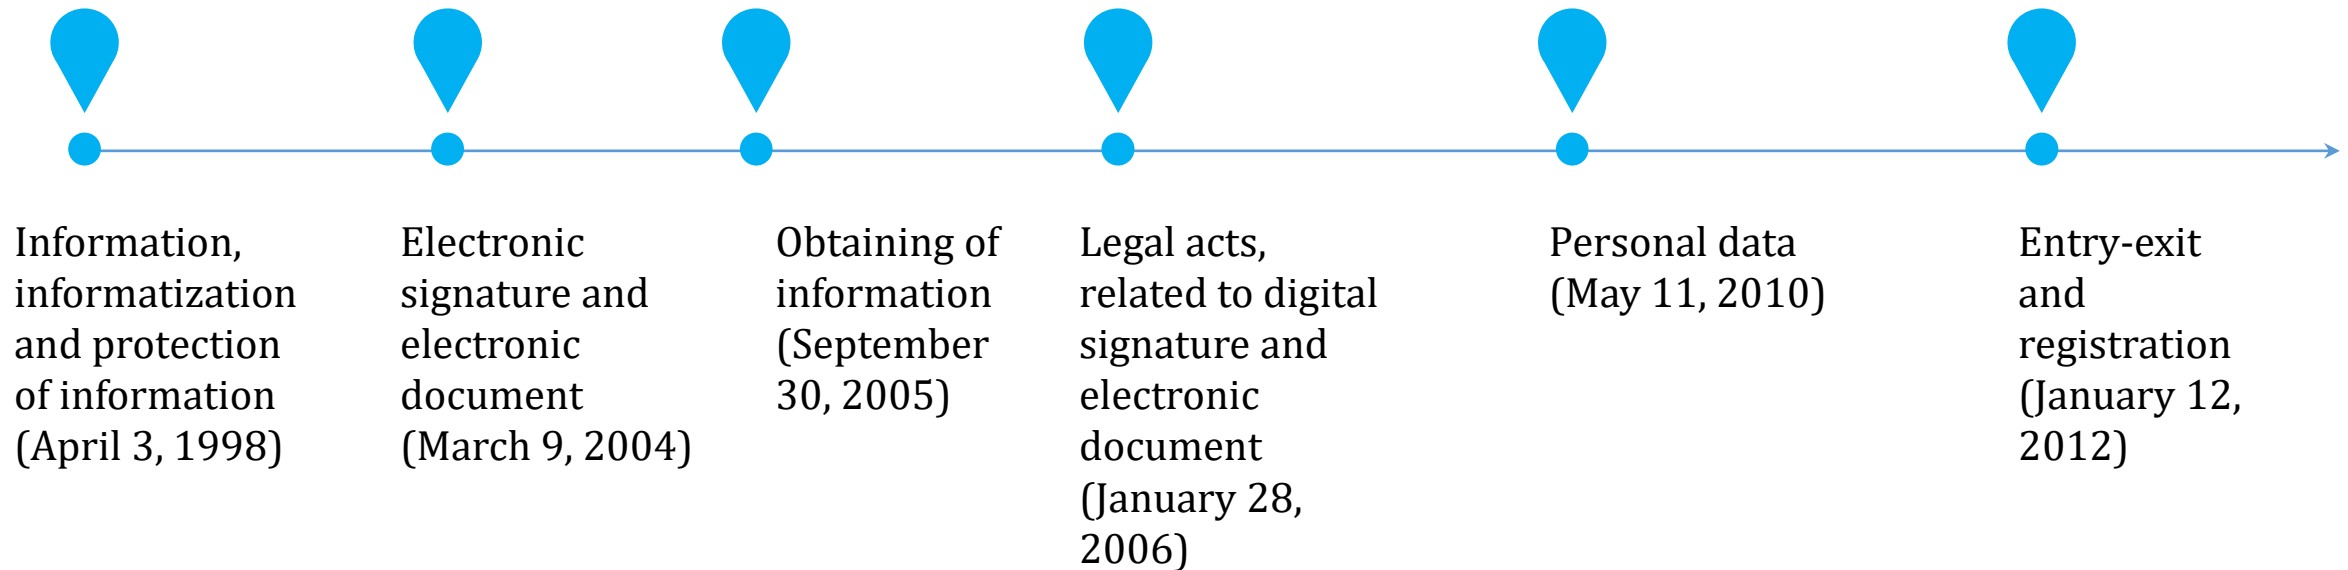 Information,
informatization
and protection
of information
(April 3, 1998)
Electronic
signature and
electronic
document
(March 9, 2004)
Obtaining of
information
(September
30, 2005)
Legal acts,
related to digital
signature and
electronic
document
(January 28,
2006)
Personal data
(May 11, 2010)
Entry-exit
and
registration
(January 12,
2012)